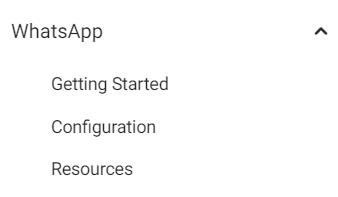 WhatsApp
Getting Started
Configuration
Resources